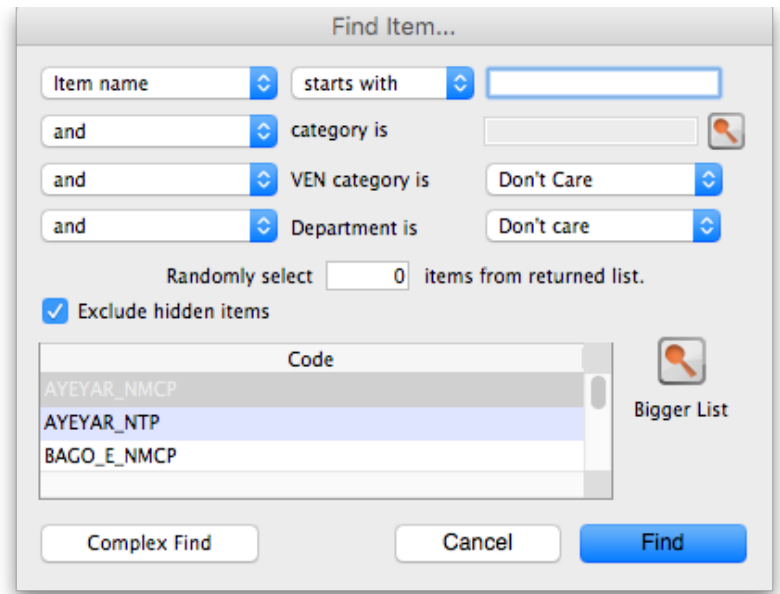 Find Item...
Item name starts with
and category is
and VEN category is Don't Care
and Department is Don't care
Randomly select 0 items from returned list.
Exclude hidden items
Code
AYEYAR_NMCP
AYEYAR_NTP
BAGO_E_NMCP
Bigger List
Complex Find Cancel Find